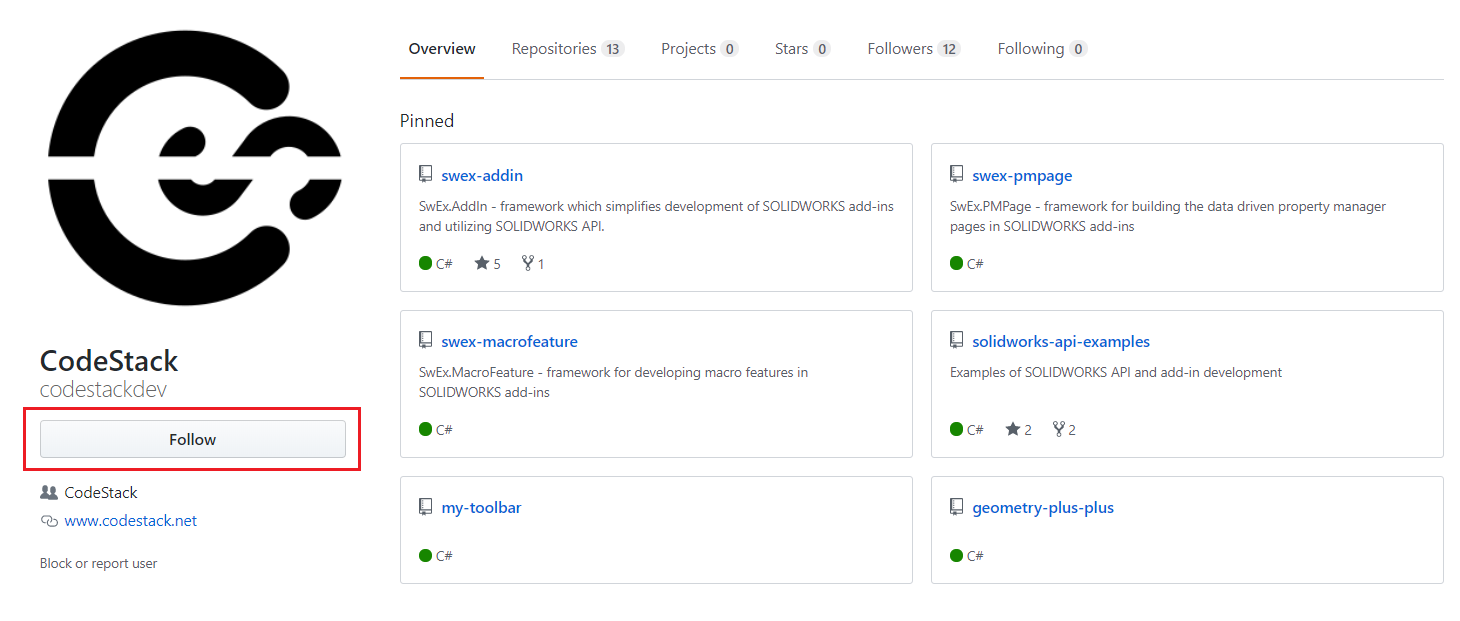 Overview Repositories 13 Projects 0 Stars 0 Followers 12 Following 0
Pinned
swex-addin
SwEx.AddIn - framework which simplifies development of SOLIDWORKS add-ins
and utilizing SOLIDWORKS API.
C# 5 1
swex-pmpage
SwEx.PMPage - framework for building the data driven property manager
pages in SOLIDWORKS add-ins
C#
swex-macrofeature
SwEx.MacroFeature - framework for developing macro features in
SOLIDWORKS add-ins
C#
solidworks-api-examples
Examples of SOLIDWORKS API and add-in development
C# 2 2
my-toolbar
C#
geometry-plus-plus
C#
CodeStack
codestackdev
Follow
CodeStack
www.codestack.net
Block or report user